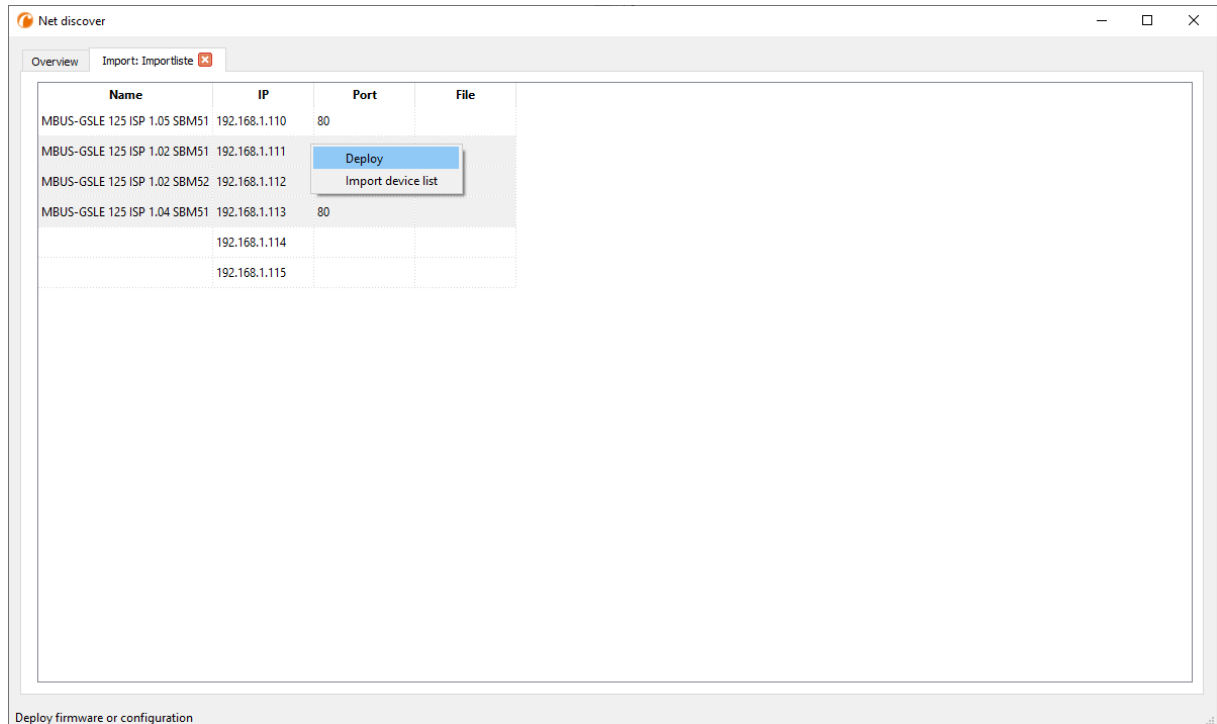 Net discover
Overview Import: Importliste
Name IP Port File
MBUS-GSLE 125 ISP 1.05 SBM51 192.168.1.110 80
MBUS-GSLE 125 ISP 1.02 SBM51 192.168.1.111
Deploy
MBUS-GSLE 125 ISP 1.02 SBM52 192.168.1.112
Import device list
MBUS-GSLE 125 ISP 1.04 SBM51 192.168.1.113 80
192.168.1.114
192.168.1.115
Deploy firmware or configuration